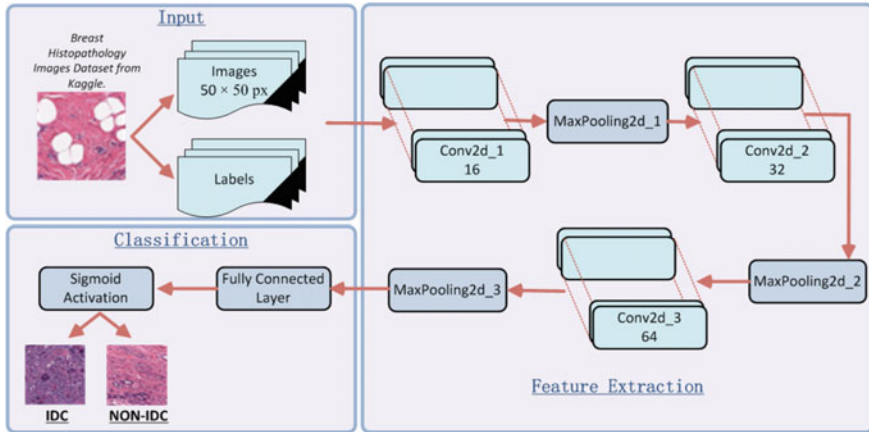 Input
Breast
Histopathology
Images Dataset from
Kaggle.
Images
50 × 50 px
Labels
Conv2d_1
16
MaxPooling2d_1
Conv2d_2
32
MaxPooling2d_2
Conv2d_3
64
MaxPooling2d_3
Feature Extraction
Classification
Fully Connected
Layer
Sigmoid
Activation
IDC
NON-IDC